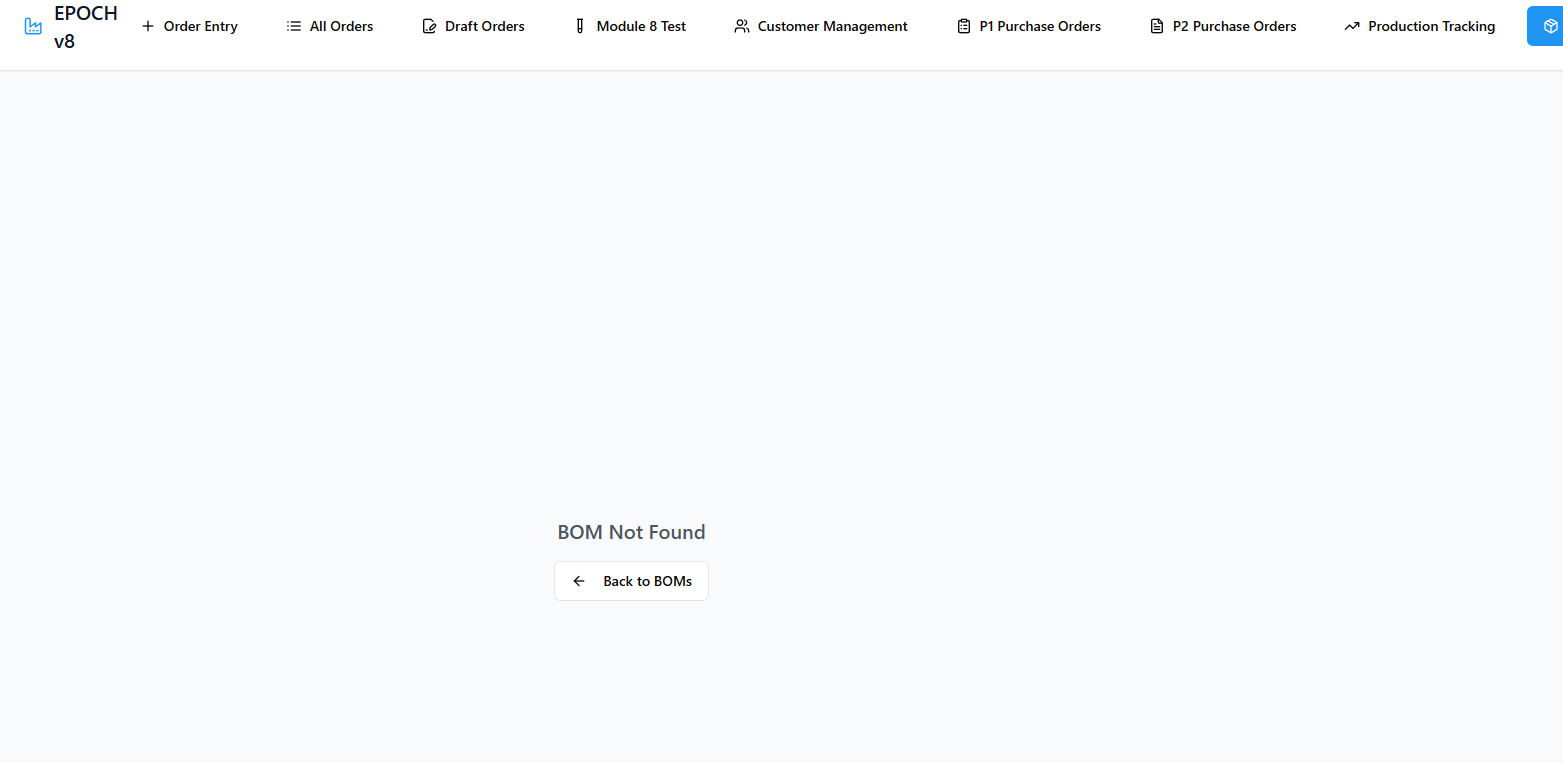 EPOCH
v8
Order Entry
All Orders
Draft Orders
Module 8 Test
Customer Management
P1 Purchase Orders
P2 Purchase Orders
Production Tracking
BOM Not Found
Back to BOMs